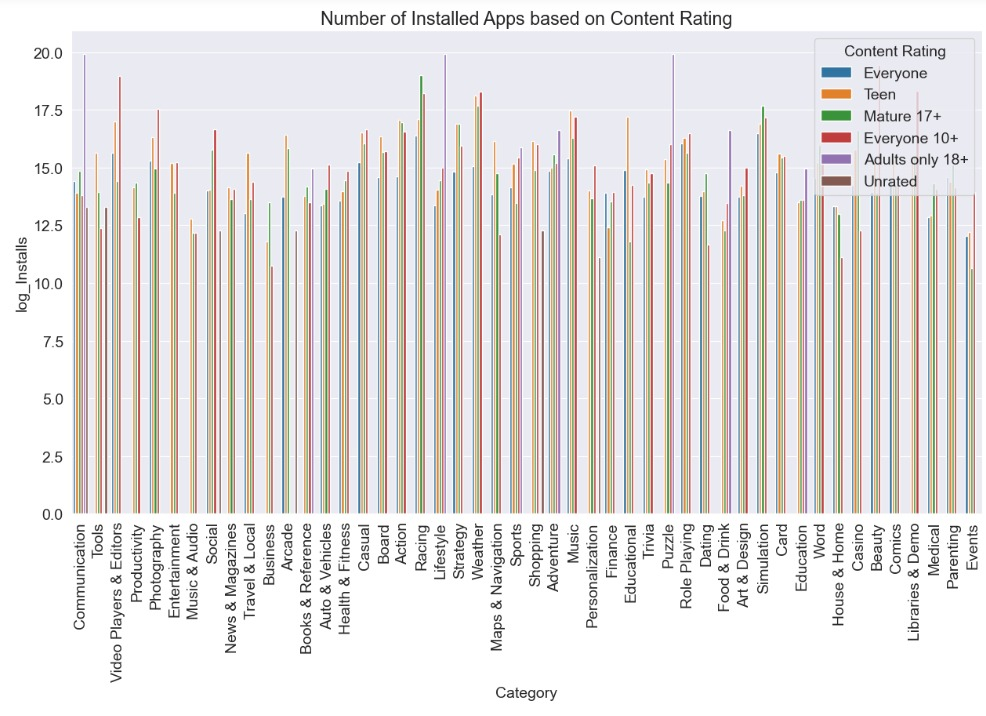 Number of Installed Apps based on Content Rating
Content Rating
Everyone
Teen
Mature 17+
Everyone 10+
Adults only 18+
Unrated
log_Installs
20.0
17.5
15.0
12.5
10.0
7.5
5.0
2.5
0.0
Communication
Tools
Video Players & Editors
Productivity
Photography
Entertainment
Music & Audio
Social
News & Magazines
Travel & Local
Business
Arcade
Books & Reference
Auto & Vehicles
Health & Fitness
Casual
Board
Action
Racing
Lifestyle
Strategy
Weather
Maps & Navigation
Sports
Shopping
Adventure
Music
Personalization
Finance
Educational
Trivia
Puzzle
Role Playing
Dating
Food & Drink
Art & Design
Simulation
Card
Education
Word
House & Home
Casino
Beauty
Comics
Libraries & Demo
Medical
Parenting
Events
Category